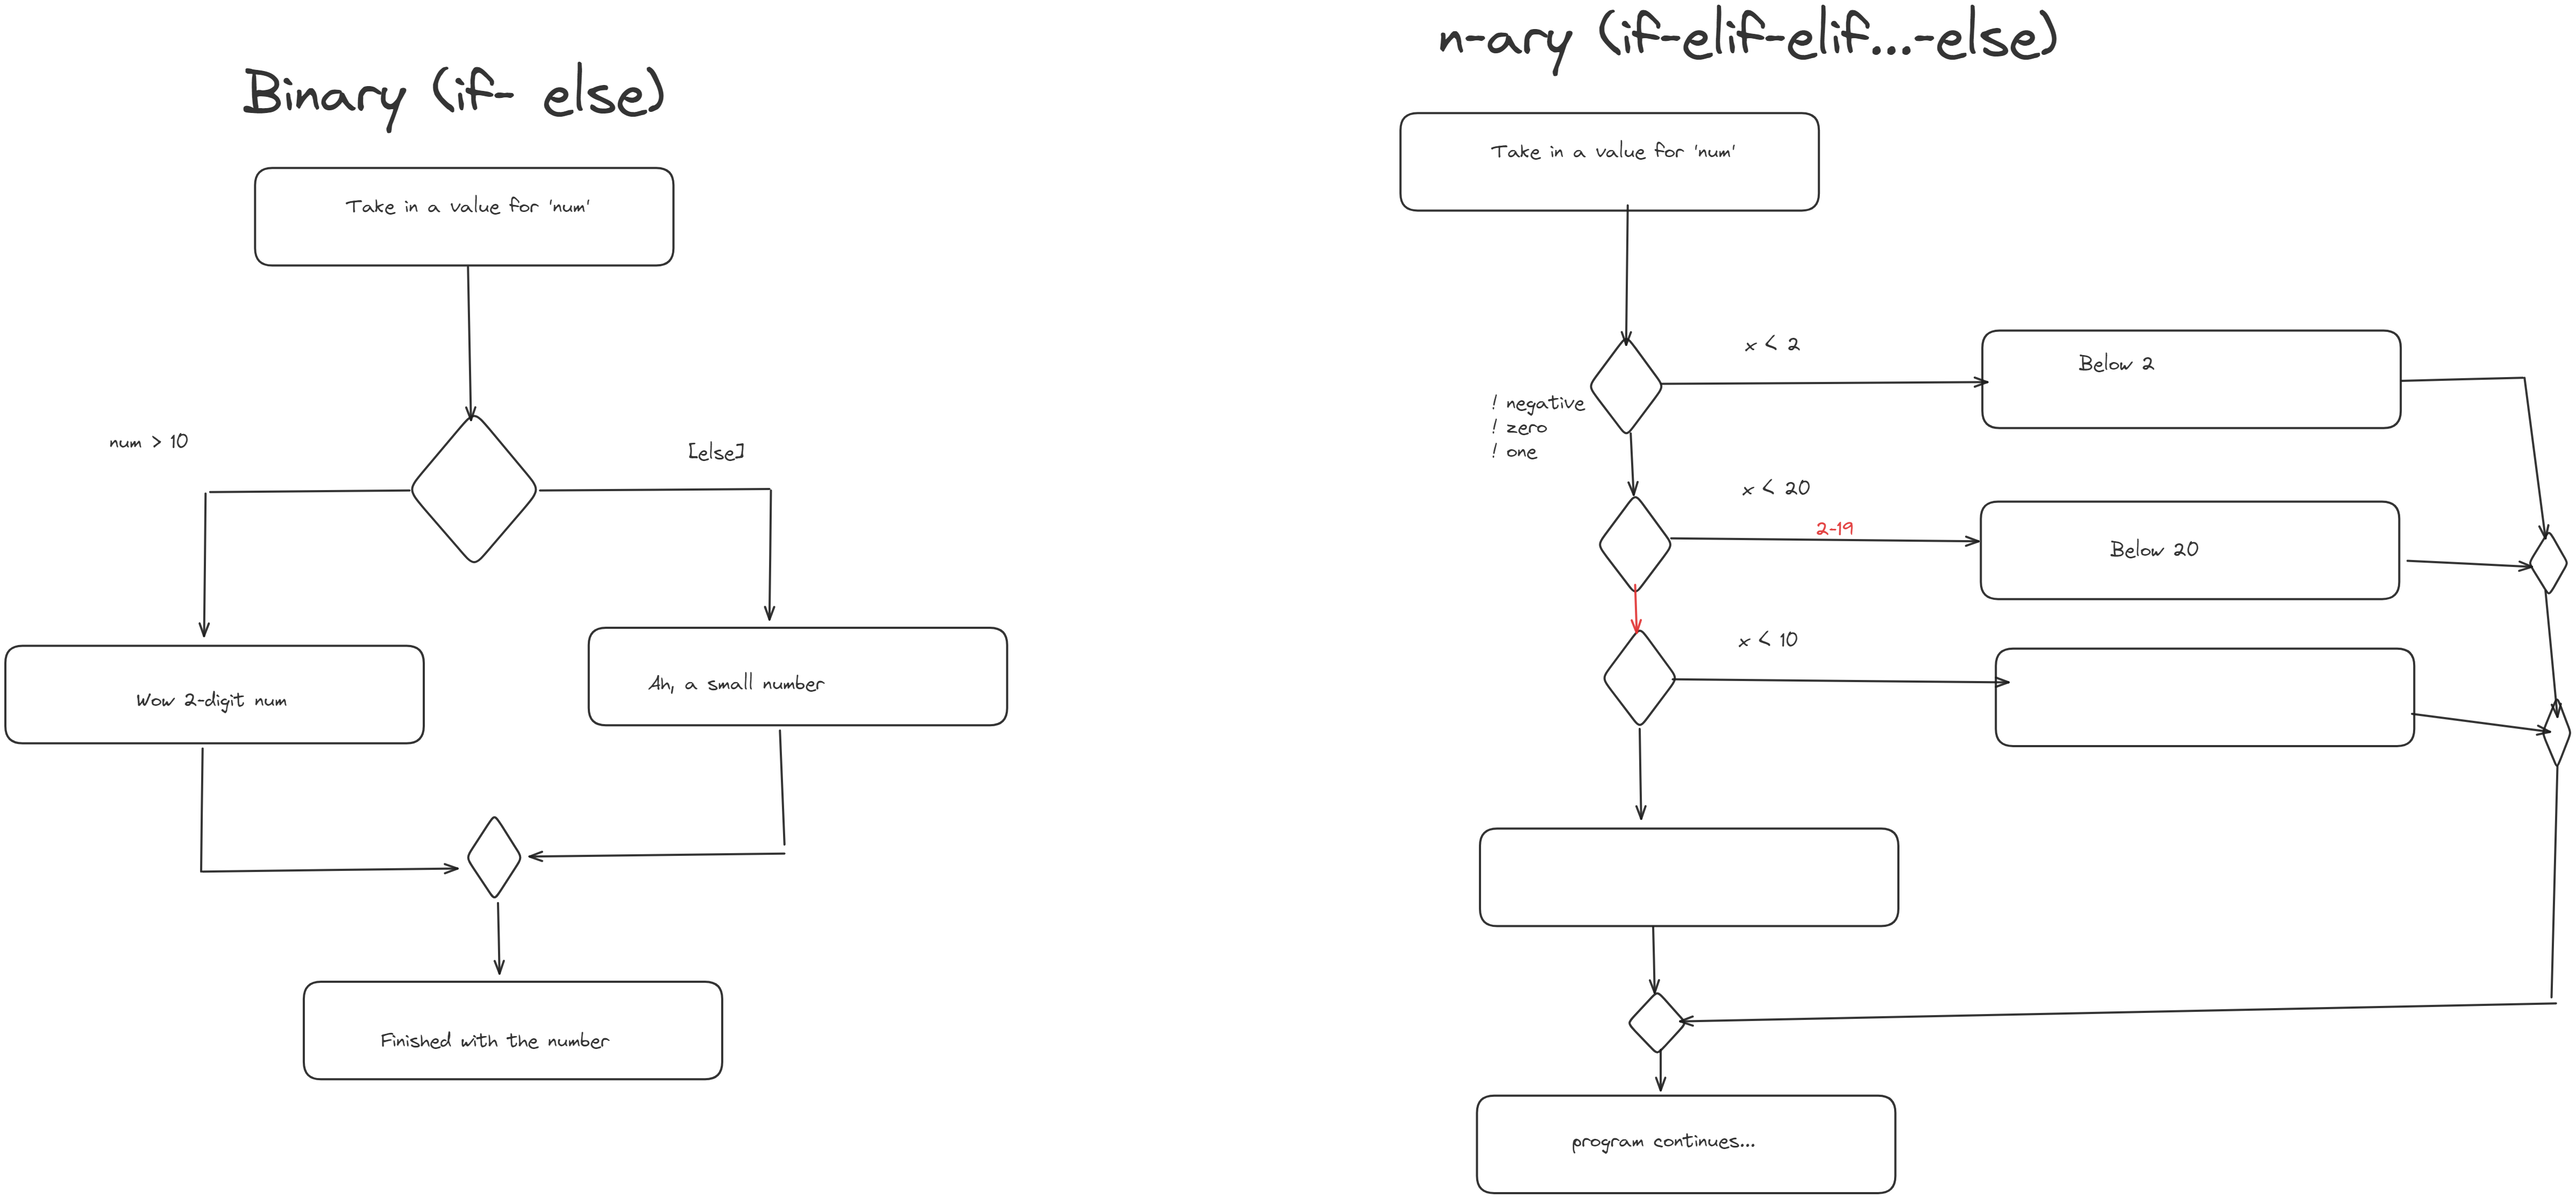 Binary (if- else)
Take in a value for 'num'
num > 10
[else]
Wow 2-digit num
Ah, a small number
Finished with the number
n-ary (if-elif-elif...-else)
Take in a value for 'num'
x < 2
Below 2
! negative
! zero
! one
x < 20
2-19
Below 20
x < 10
program continues...